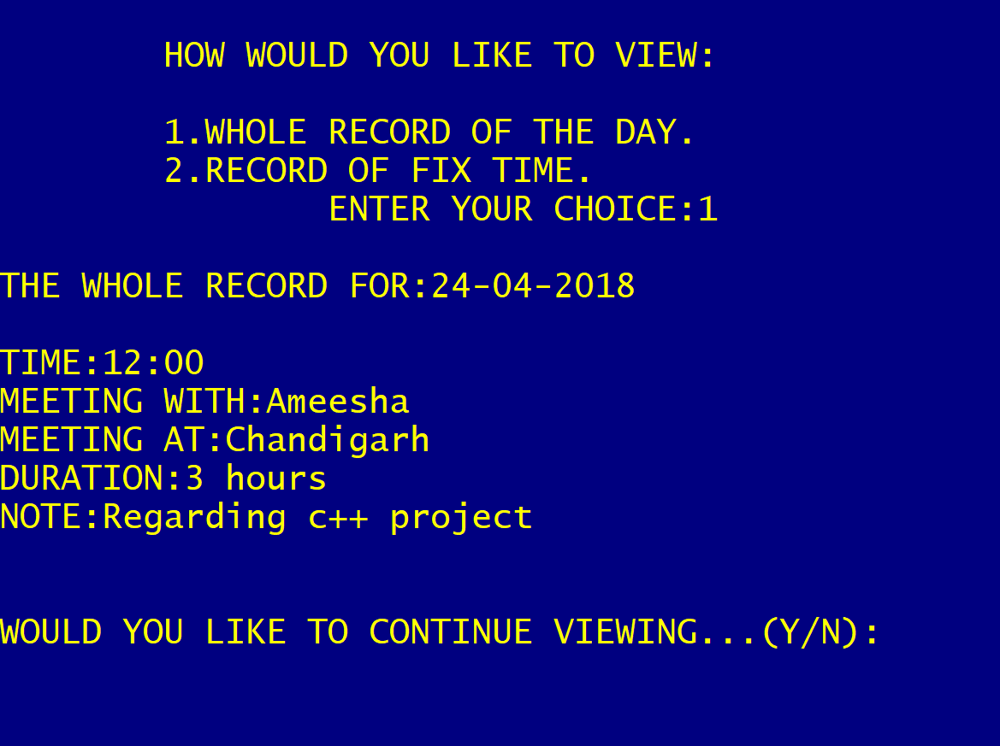 HOW WOULD YOU LIKE TO VIEW:
1.WHOLE RECORD OF THE DAY.
2.RECORD OF FIX TIME.
ENTER YOUR CHOICE:1
THE WHOLE RECORD FOR:24-04-2018
TIME:12:00
MEETING WITH:Ameesha
MEETING AT:Chandigarh
DURATION:3 hours
NOTE:Regarding c++ project
WOULD YOU LIKE TO CONTINUE VIEWING...(Y/N):